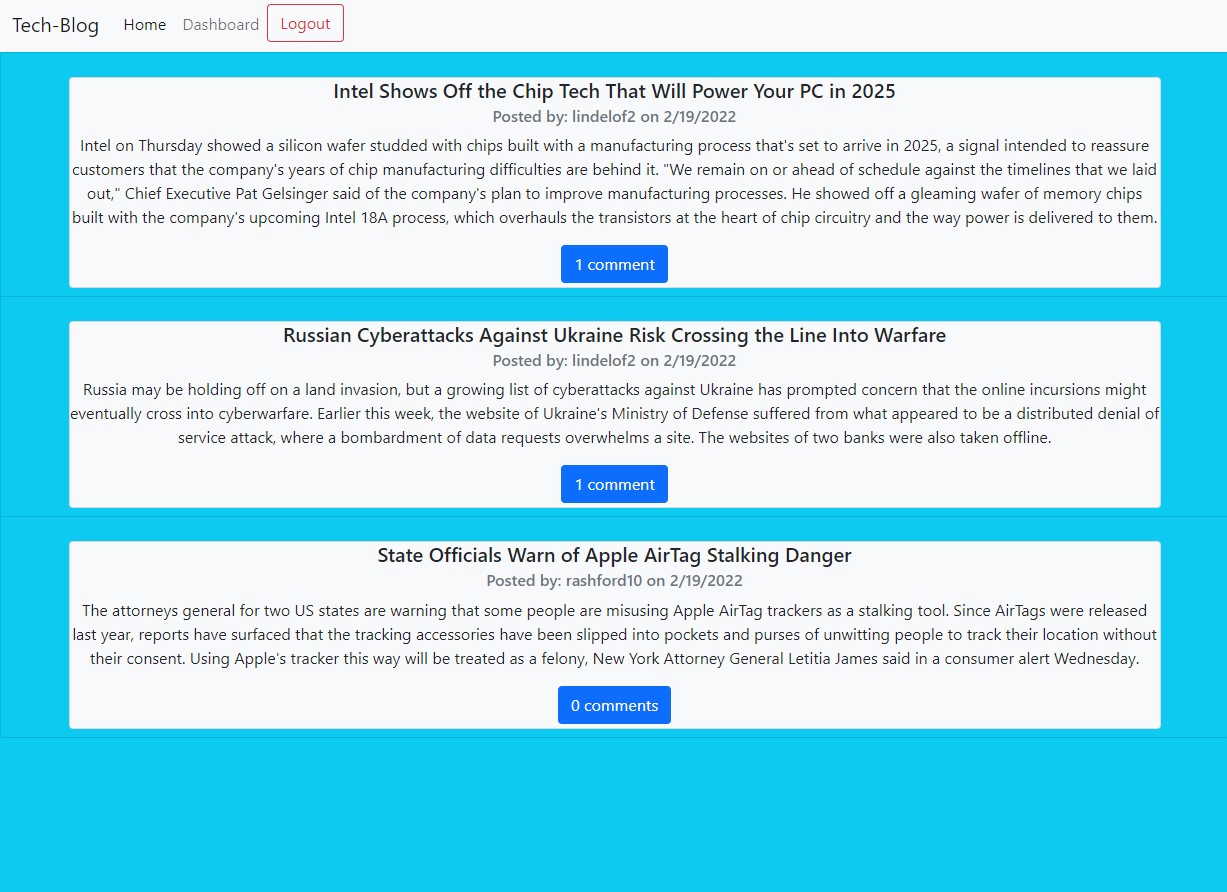 Tech-Blog Home Dashboard Logout
Intel Shows Off the Chip Tech That Will Power Your PC in 2025
Posted by: lindelof2 on 2/19/2022
Intel on Thursday showed a silicon wafer studded with chips built with a manufacturing process that's set to arrive in 2025, a signal intended to reassure
customers that the company's years of chip manufacturing difficulties are behind it. "We remain on or ahead of schedule against the timelines that we laid
out," Chief Executive Pat Gelsinger said of the company's plan to improve manufacturing processes. He showed off a gleaming wafer of memory chips
built with the company's upcoming Intel 18A process, which overhauls the transistors at the heart of chip circuitry and the way power is delivered to them.
1 comment
Russian Cyberattacks Against Ukraine Risk Crossing the Line Into Warfare
Posted by: lindelof2 on 2/19/2022
Russia may be holding off on a land invasion, but a growing list of cyberattacks against Ukraine has prompted concern that the online incursions might
eventually cross into cyberwarfare. Earlier this week, the website of Ukraine's Ministry of Defense suffered from what appeared to be a distributed denial of
service attack, where a bombardment of data requests overwhelms a site. The websites of two banks were also taken offline.
1 comment
State Officials Warn of Apple AirTag Stalking Danger
Posted by: rashford10 on 2/19/2022
The attorneys general for two US states are warning that some people are misusing Apple AirTag trackers as a stalking tool. Since AirTags were released
last year, reports have surfaced that the tracking accessories have been slipped into pockets and purses of unwitting people to track their location without
their consent. Using Apple's tracker this way will be treated as a felony, New York Attorney General Letitia James said in a consumer alert Wednesday.
0 comments